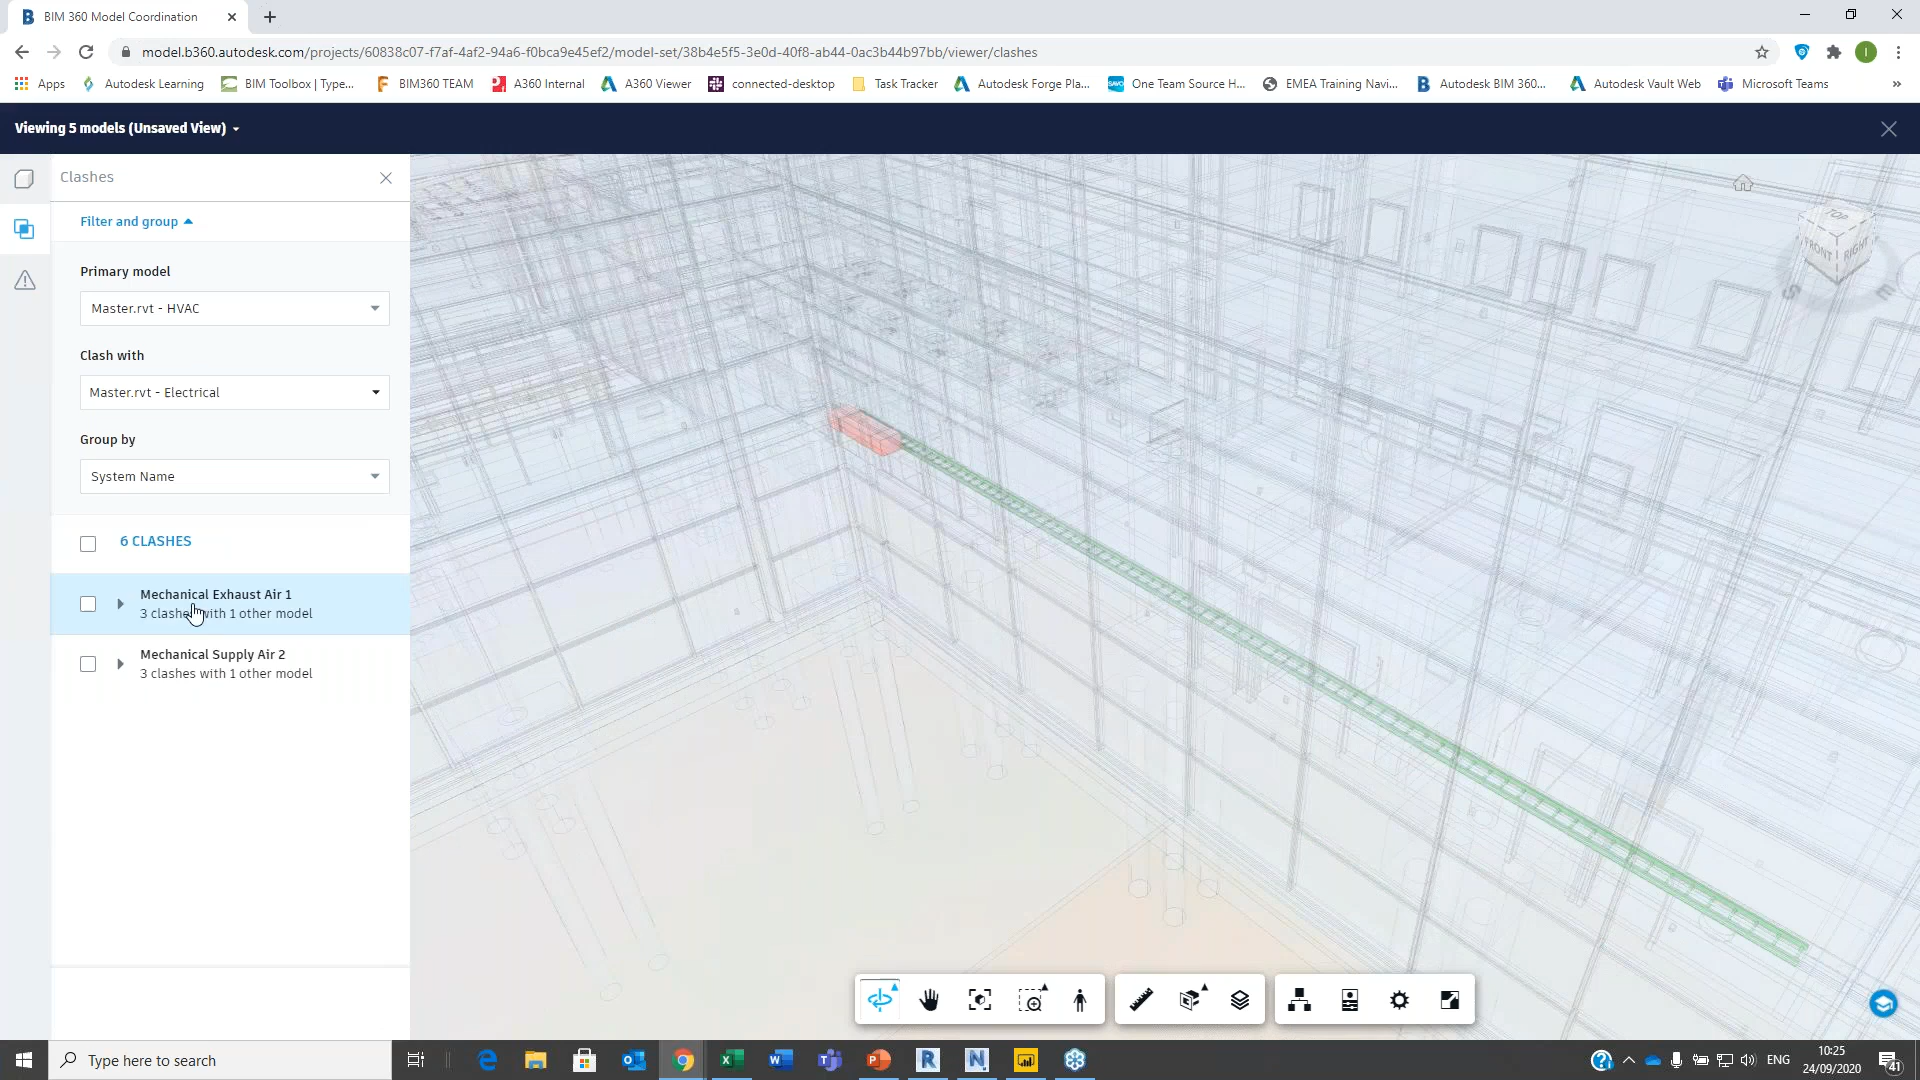 BIM 360 Model Coordination
model.b360.autodesk.com/projects/60838c07-f7af-4af2-94a6-f0bca9e45ef2/model-set/38b4e5f5-3e0d-40f8-ab44-0ac3b44b97bb/viewer/clashes
I
Apps
Autodesk Learning
BIM Toolbox | Type...
BIM360 TEAM
A360 Internal
A360 Viewer
connected-desktop
Task Tracker
Autodesk Forge Pla...
One Team Source H...
EMEA Training Navi...
Autodesk BIM 360...
Autodesk Vault Web
Microsoft Teams
Viewing 5 models (Unsaved View)
Clashes
Filter and group
Primary model
Master.rvt - HVAC
Clash with
Master.rvt - Electrical
Group by
System Name
6 CLASHES
Mechanical Exhaust Air 1
3 clashes with 1 other model
Mechanical Supply Air 2
3 clashes with 1 other model
TOP
FRONT
RIGHT
S
E
Type here to search
ENG
10:25
24/09/2020
41